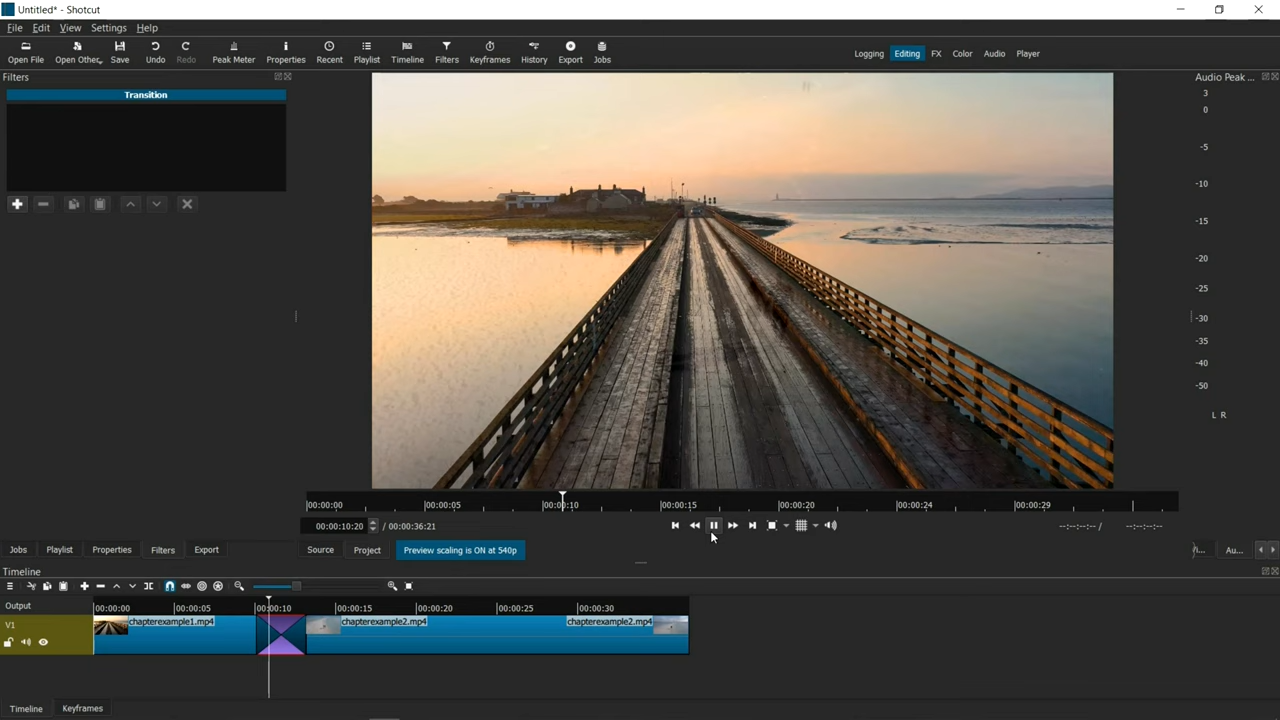 Untitled* - Shotcut
File Edit View Settings Help
Open File Open Other.. Save Undo Redo Peak Meter Properties Recent Playlist Timeline Filters Keyframes History Export Jobs
Logging Editing FX Color Audio Player
Filters
Audio Peak ...
Transition
3
0
-5
-10
-15
-20
-25
-30
-35
-40
-50
L R
00:00:00 00:00:05 00:00:10 00:00:15 00:00:20 00:00:24 00:00:29
00:00:10:20 / 00:00:36:21
--:--:--:-- / --:--:--:--
Jobs Playlist Properties Filters Export
Source Project Preview scaling is ON at 540p
Au...
Timeline
Output
00:00:00 00:00:05 00:00:10 00:00:15 00:00:20 00:00:25 00:00:30
V1
chapterexample1.mp4 chapterexample2.mp4 chapterexample2.mp4
Timeline Keyframes